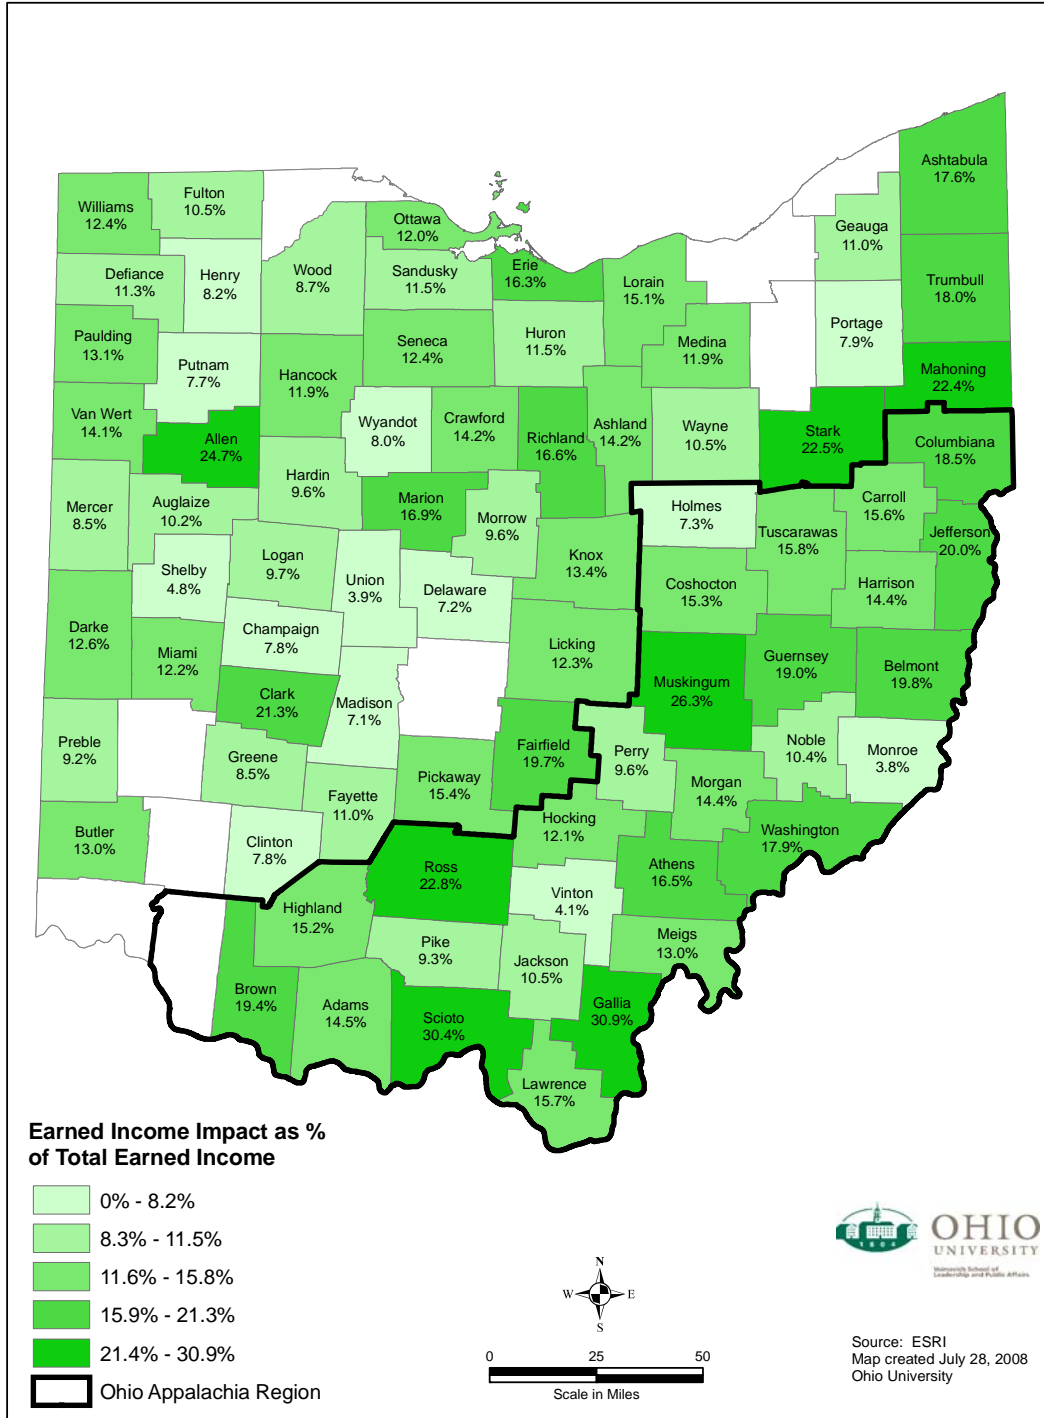 Ashtabula
17.6%
Williams
12.4%
Fulton
10.5%
Ottawa
12.0%
Geauga
11.0%
Defiance
11.3%
Henry
8.2%
Wood
8.7%
Sandusky
11.5%
Erie
16.3%
Lorain
15.1%
Trumbull
18.0%
Paulding
13.1%
Putnam
7.7%
Hancock
11.9%
Seneca
12.4%
Huron
11.5%
Medina
11.9%
Portage
7.9%
Mahoning
22.4%
Van Wert
14.1%
Allen
24.7%
Wyandot
8.0%
Crawford
14.2%
Richland
16.6%
Ashland
14.2%
Wayne
10.5%
Stark
22.5%
Columbiana
18.5%
Mercer
8.5%
Auglaize
10.2%
Hardin
9.6%
Marion
16.9%
Morrow
9.6%
Holmes
7.3%
Carroll
15.6%
Tuscarawas
15.8%
Jefferson
20.0%
Shelby
4.8%
Logan
9.7%
Union
3.9%
Delaware
7.2%
Knox
13.4%
Coshocton
15.3%
Harrison
14.4%
Darke
12.6%
Miami
12.2%
Champaign
7.8%
Licking
12.3%
Clark
21.3%
Madison
7.1%
Muskingum
26.3%
Guernsey
19.0%
Belmont
19.8%
Preble
9.2%
Greene
8.5%
Fayette
11.0%
Pickaway
15.4%
Fairfield
19.7%
Perry
9.6%
Morgan
14.4%
Noble
10.4%
Monroe
3.8%
Butler
13.0%
Clinton
7.8%
Ross
22.8%
Hocking
12.1%
Athens
16.5%
Washington
17.9%
Highland
15.2%
Pike
9.3%
Vinton
4.1%
Jackson
10.5%
Meigs
13.0%
Brown
19.4%
Adams
14.5%
Scioto
30.4%
Gallia
30.9%
Lawrence
15.7%
Earned Income Impact as %
of Total Earned Income
0% - 8.2%
8.3% - 11.5%
11.6% - 15.8%
15.9% - 21.3%
21.4% - 30.9%
Ohio Appalachia Region
N
W E
S
0 25 50
Scale in Miles
1804
OHIO
UNIVERSITY
Voinovich School of
Leadership and Public Affairs
Source: ESRI
Map created July 28, 2008
Ohio University